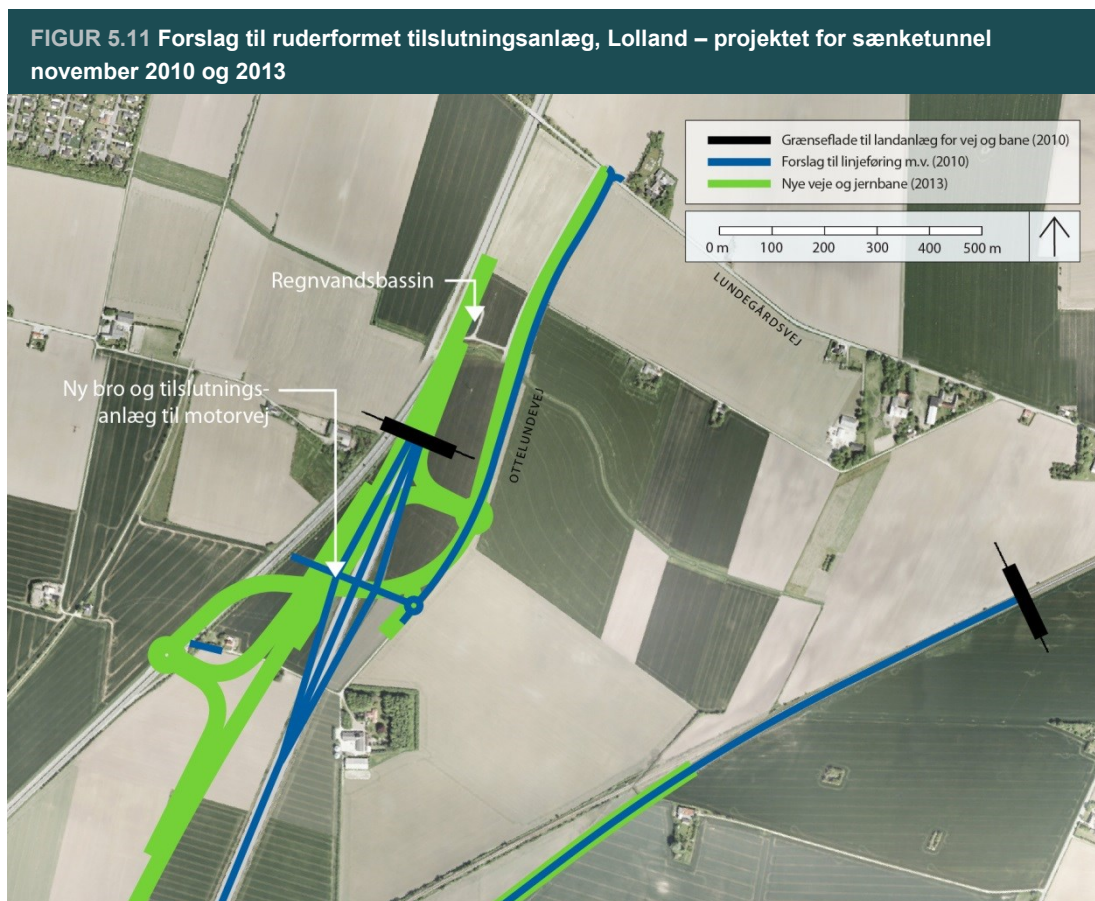 FIGUR 5.11 Forslag til ruderformet tilslutningsanlæg, Lolland – projektet for sænketunnel
november 2010 og 2013
Grænseflade til landanlæg for vej og bane (2010)
Forslag til linjeføring m.v. (2010)
Nye veje og jernbane (2013)
0 m 100 200 300 400 500 m
Regnvandsbassin
LUNDEGÅRDSVEJ
Ny bro og tilslutnings-
anlæg til motorvej
OTTELUNDEVEJ